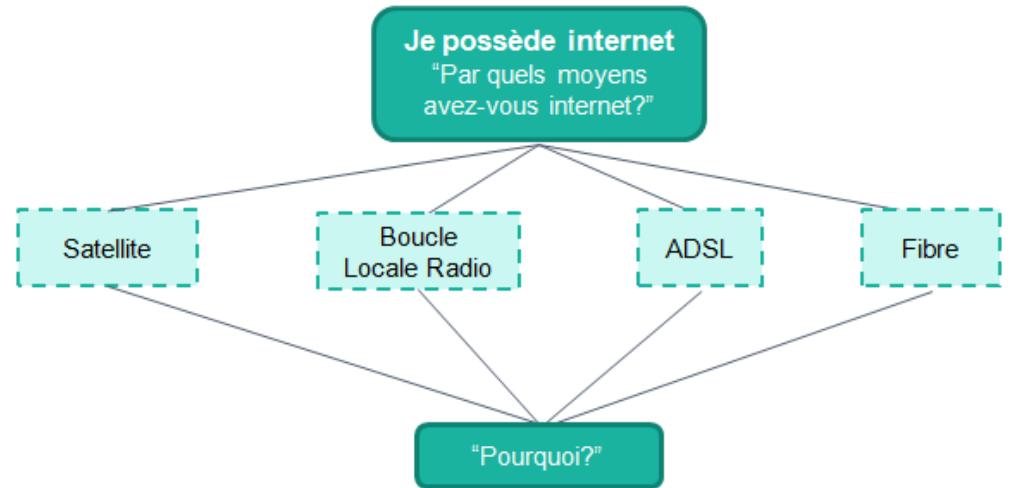 Je possède internet
“Par quels moyens
avez-vous internet?”
Satellite
Boucle
Locale Radio
ADSL
Fibre
“Pourquoi?”